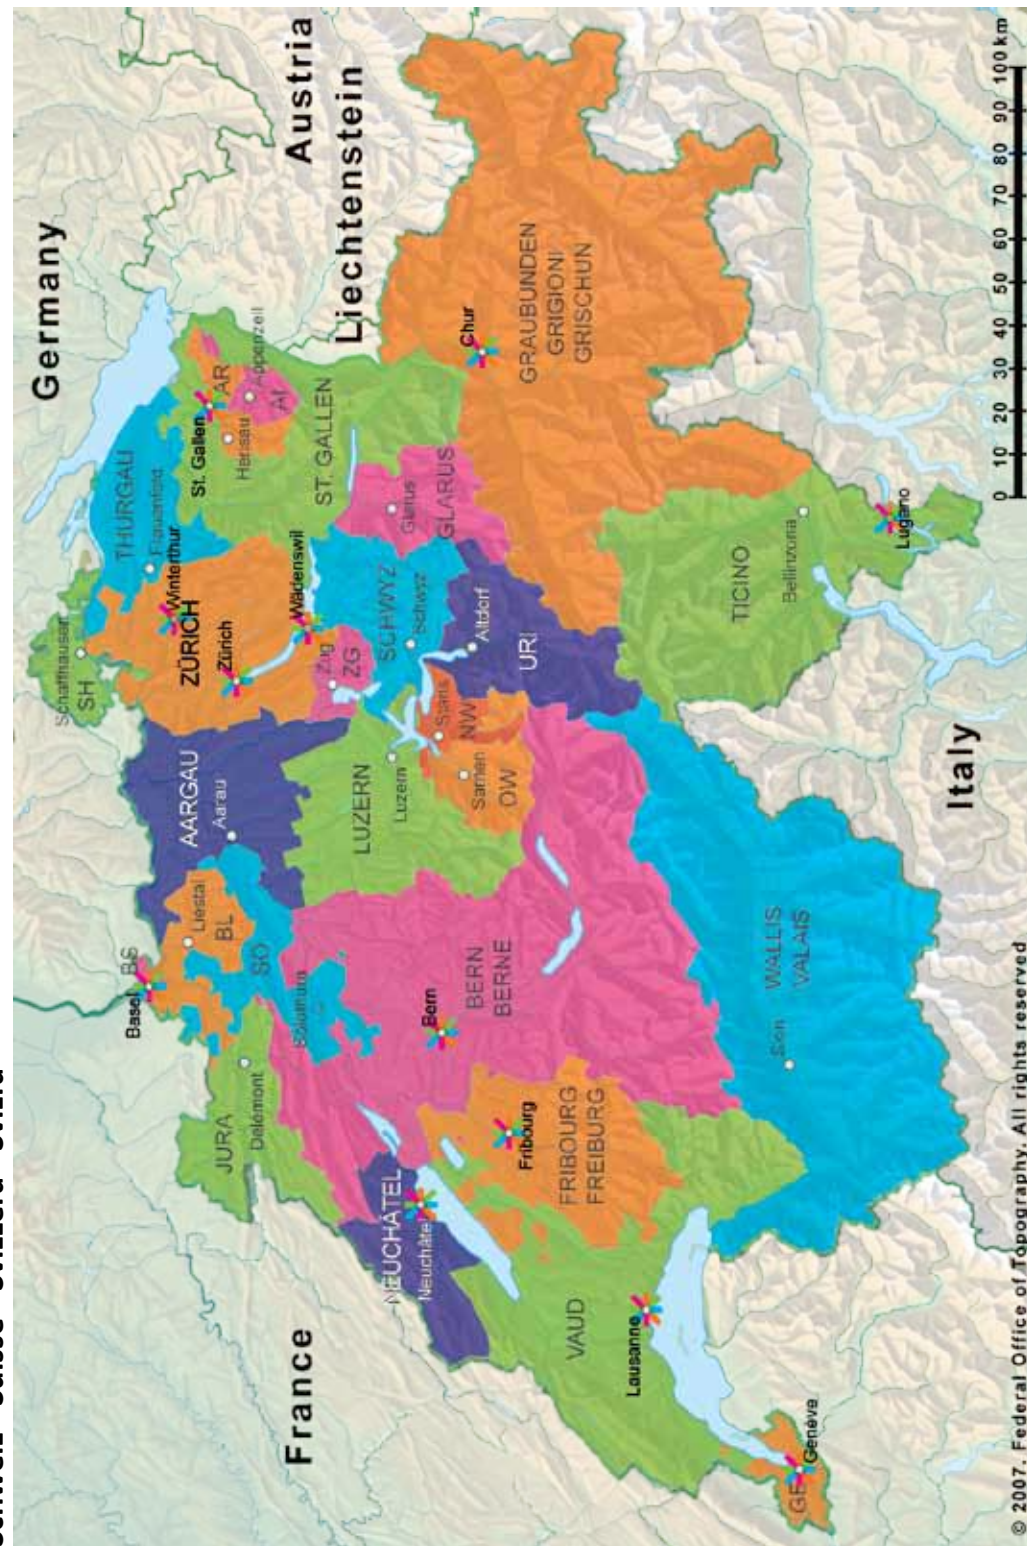 Germany
Austria
Liechtenstein
France
Italy
Schaffhausen
SH
THURGAU
Frauenfeld
Winterthur
ZÜRICH
Zürich
Wädenswil
St. Gallen
AR
Herisau
Appenzell
AI
ST. GALLEN
Basel
BS
Liestal
BL
AARGAU
Aarau
SO
Solothurn
JURA
Delémont
LUZERN
Luzern
Zug
ZG
SCHWYZ
Schwyz
Glarus
GLARUS
Altdorf
URI
Stans
NW
Sarnen
OW
Bern
BERN
BERNE
NEUCHÂTEL
Neuchâtel
Fribourg
FRIBOURG
FREIBURG
VAUD
Lausanne
GE
Genève
Sion
WALLIS
VALAIS
TICINO
Bellinzona
Lugano
Chur
GRAUBÜNDEN
GRIGIONI
GRISCHUN
0 10 20 30 40 50 60 70 80 90 100 km
© 2007, Federal Office of Topography. All rights reserved